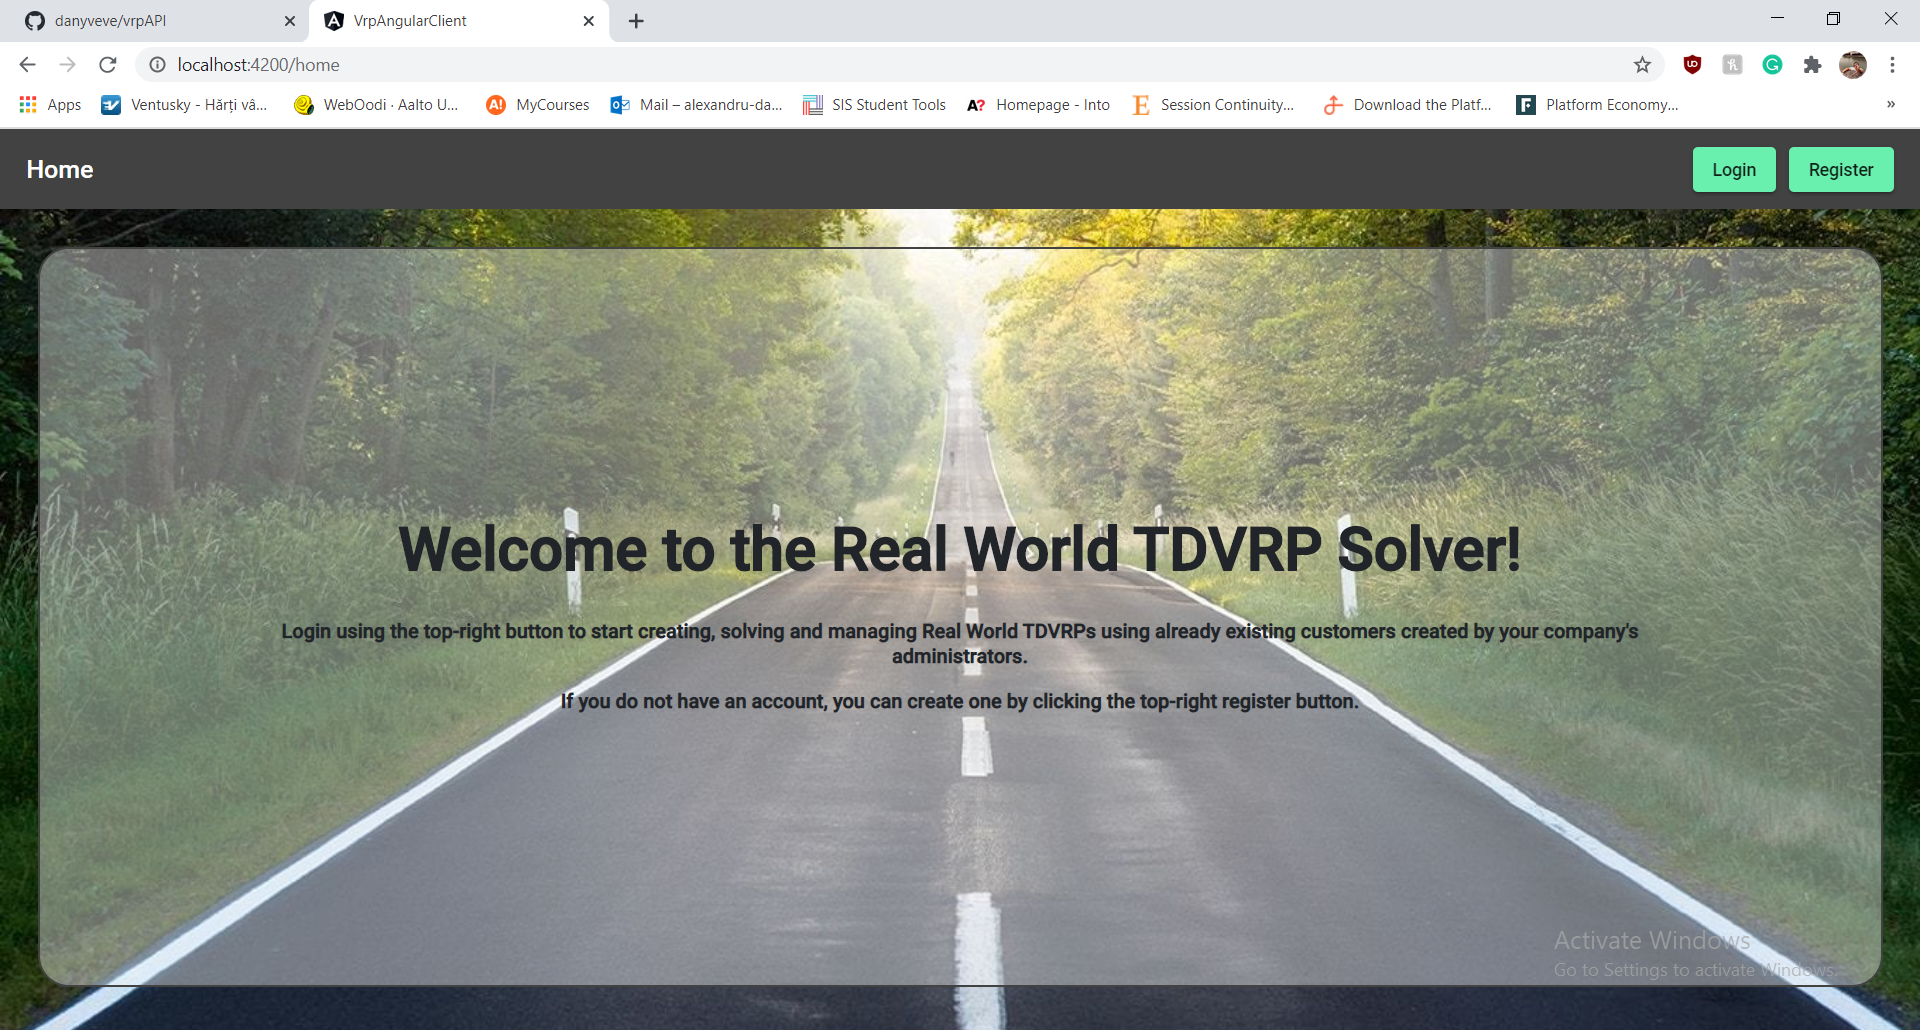 danyveve/vrpAPI
VrpAngularClient
localhost:4200/home
Apps
Ventusky - Hărți vâ...
WebOodi · Aalto U...
MyCourses
Mail – alexandru-da...
SIS Student Tools
A? Homepage - Into
E Session Continuity...
Download the Platf...
F Platform Economy...
»
Home
Login
Register
Welcome to the Real World TDVRP Solver!
Login using the top-right button to start creating, solving and managing Real World TDVRPs using already existing customers created by your company's
administrators.
If you do not have an account, you can create one by clicking the top-right register button.
Activate Windows
Go to Settings to activate Windows.